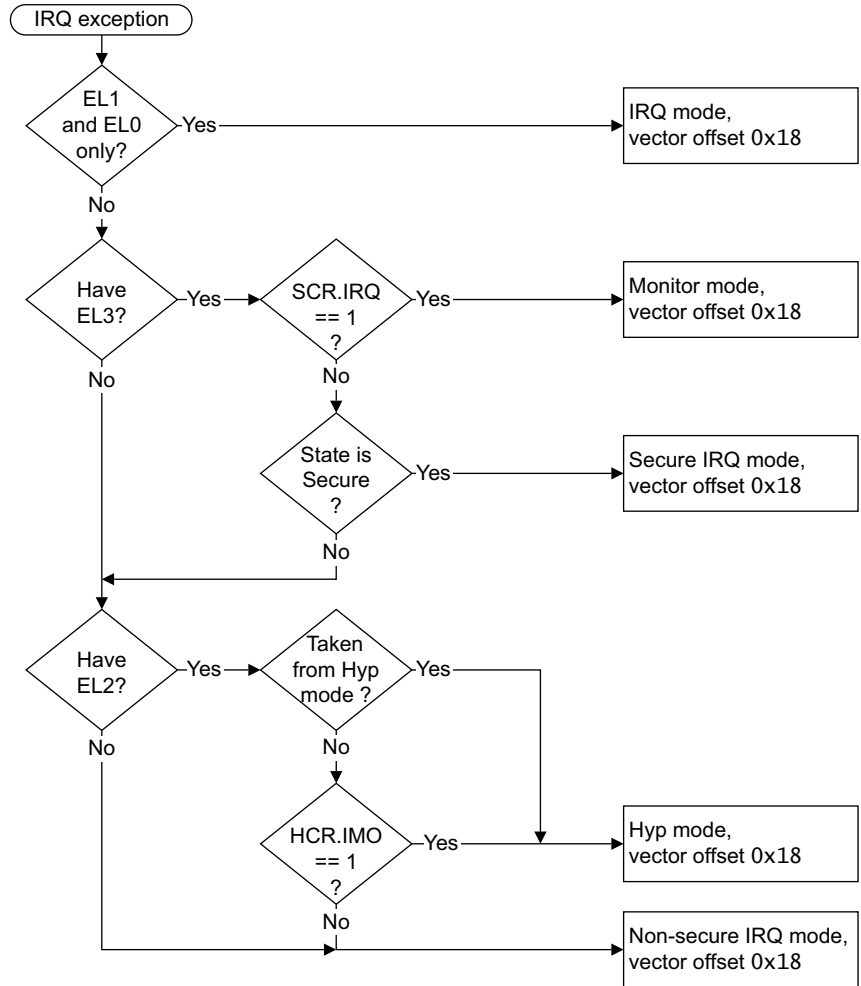 IRQ exception
EL1
and EL0
only?
Yes
IRQ mode,
vector offset 0x18
No
Have
EL3?
Yes
SCR.IRQ
== 1
?
Yes
Monitor mode,
vector offset 0x18
No
No
State is
Secure
?
Yes
Secure IRQ mode,
vector offset 0x18
No
Have
EL2?
Yes
Taken
from Hyp
mode ?
Yes
No
No
HCR.IMO
== 1
?
Yes
Hyp mode,
vector offset 0x18
No
Non-secure IRQ mode,
vector offset 0x18